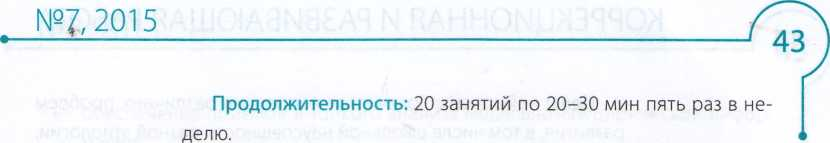 №7, 2015
43
Продолжительность: 20 занятий по 20–30 мин пять раз в не-
делю.